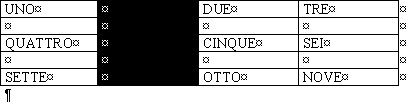 UNO¤ ¤ DUE¤ TRE¤
¤ ¤ ¤ ¤
QUATTRO¤ ¤ CINQUE¤ SEI¤
¤ ¤ ¤ ¤
SETTE¤ ¤ OTTO¤ NOVE¤
¶